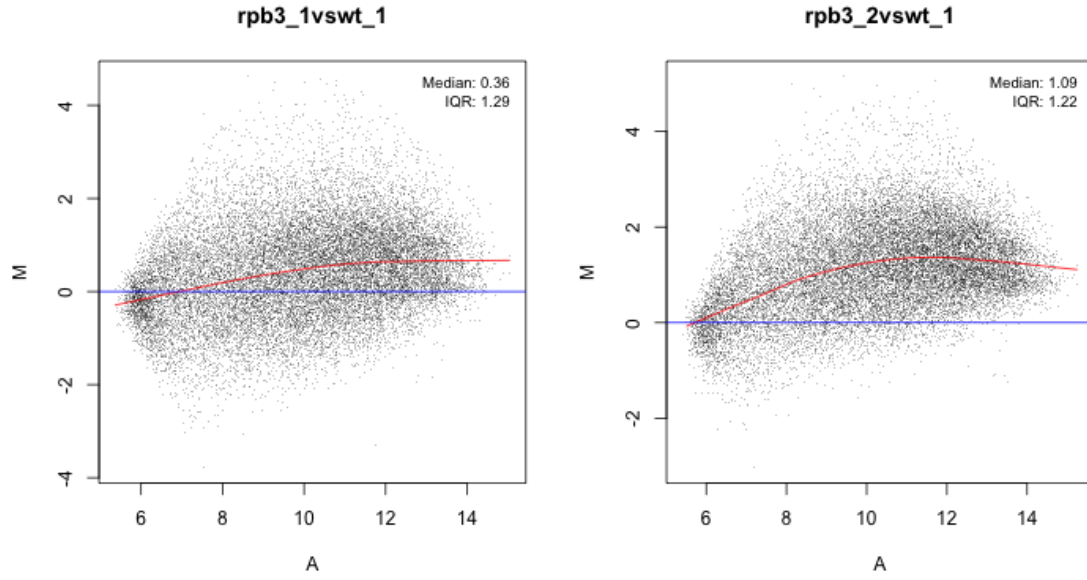 rpb3_1vswt_1
Median: 0.36
IQR: 1.29
M
4
2
0
-2
-4
6 8 10 12 14
A
rpb3_2vswt_1
Median: 1.09
IQR: 1.22
M
4
2
0
-2
6 8 10 12 14
A